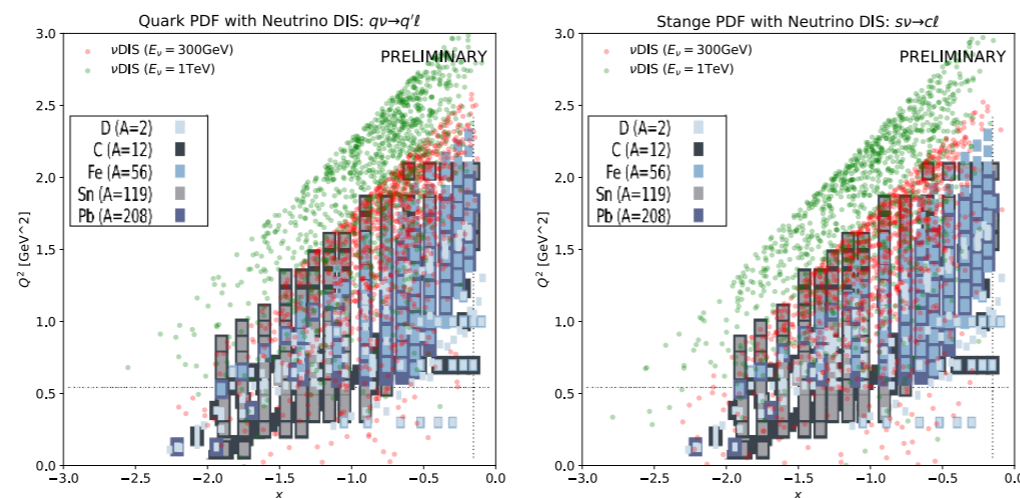 Quark PDF with Neutrino DIS: qν→q′ℓ
3.0
2.5
2.0
1.5
1.0
0.5
0.0
Q² [GeV^2]
νDIS (Eν = 300GeV)
νDIS (Eν = 1TeV)
PRELIMINARY
D (A=2)
C (A=12)
Fe (A=56)
Sn (A=119)
Pb (A=208)
−3.0 −2.5 −2.0 −1.5 −1.0 −0.5 0.0
x
Stange PDF with Neutrino DIS: sν→cℓ
3.0
2.5
2.0
1.5
1.0
0.5
0.0
Q² [GeV^2]
νDIS (Eν = 300GeV)
νDIS (Eν = 1TeV)
PRELIMINARY
D (A=2)
C (A=12)
Fe (A=56)
Sn (A=119)
Pb (A=208)
−3.0 −2.5 −2.0 −1.5 −1.0 −0.5 0.0
x